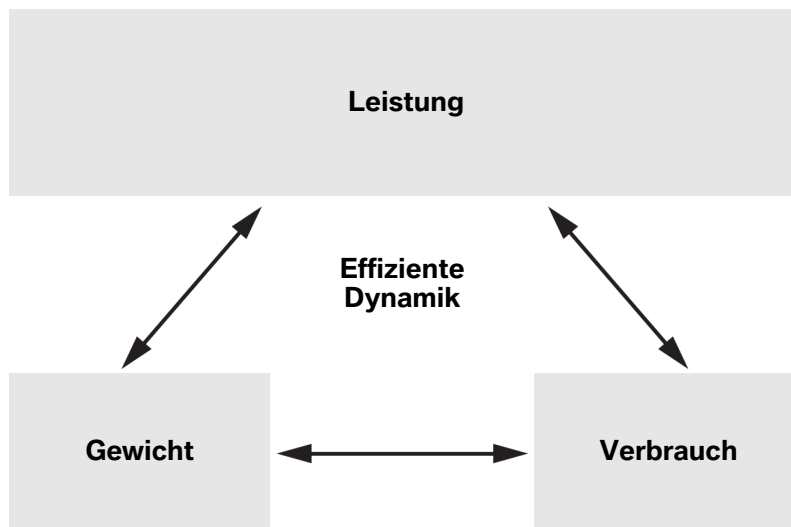 Leistung
Effiziente
Dynamik
Gewicht
Verbrauch